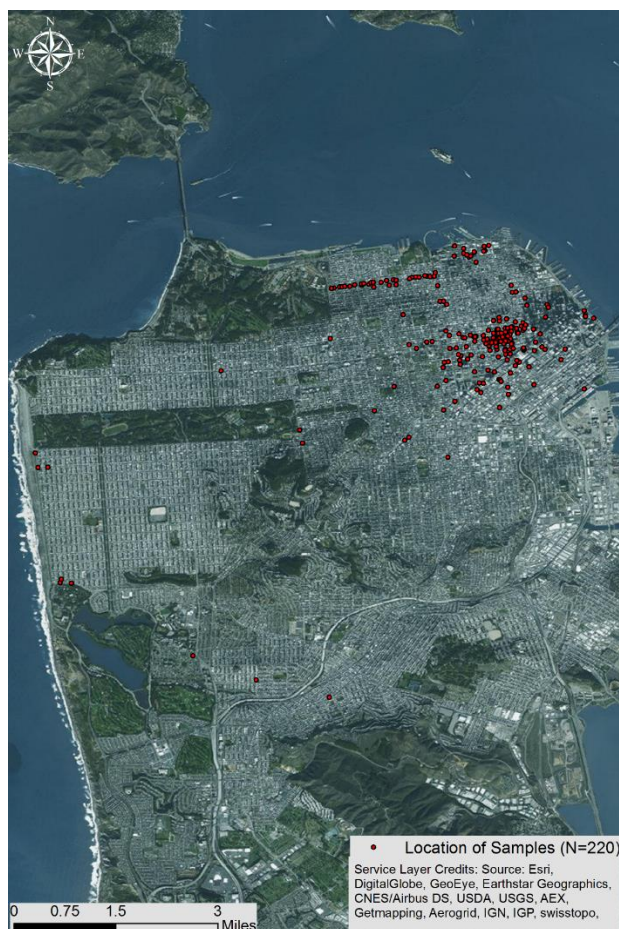 N
W E
S
Location of Samples (N=220)
Service Layer Credits: Source: Esri,
DigitalGlobe, GeoEye, Earthstar Geographics,
CNES/Airbus DS, USDA, USGS, AEX,
Getmapping, Aerogrid, IGN, IGP, swisstopo,
0 0.75 1.5 3
Miles